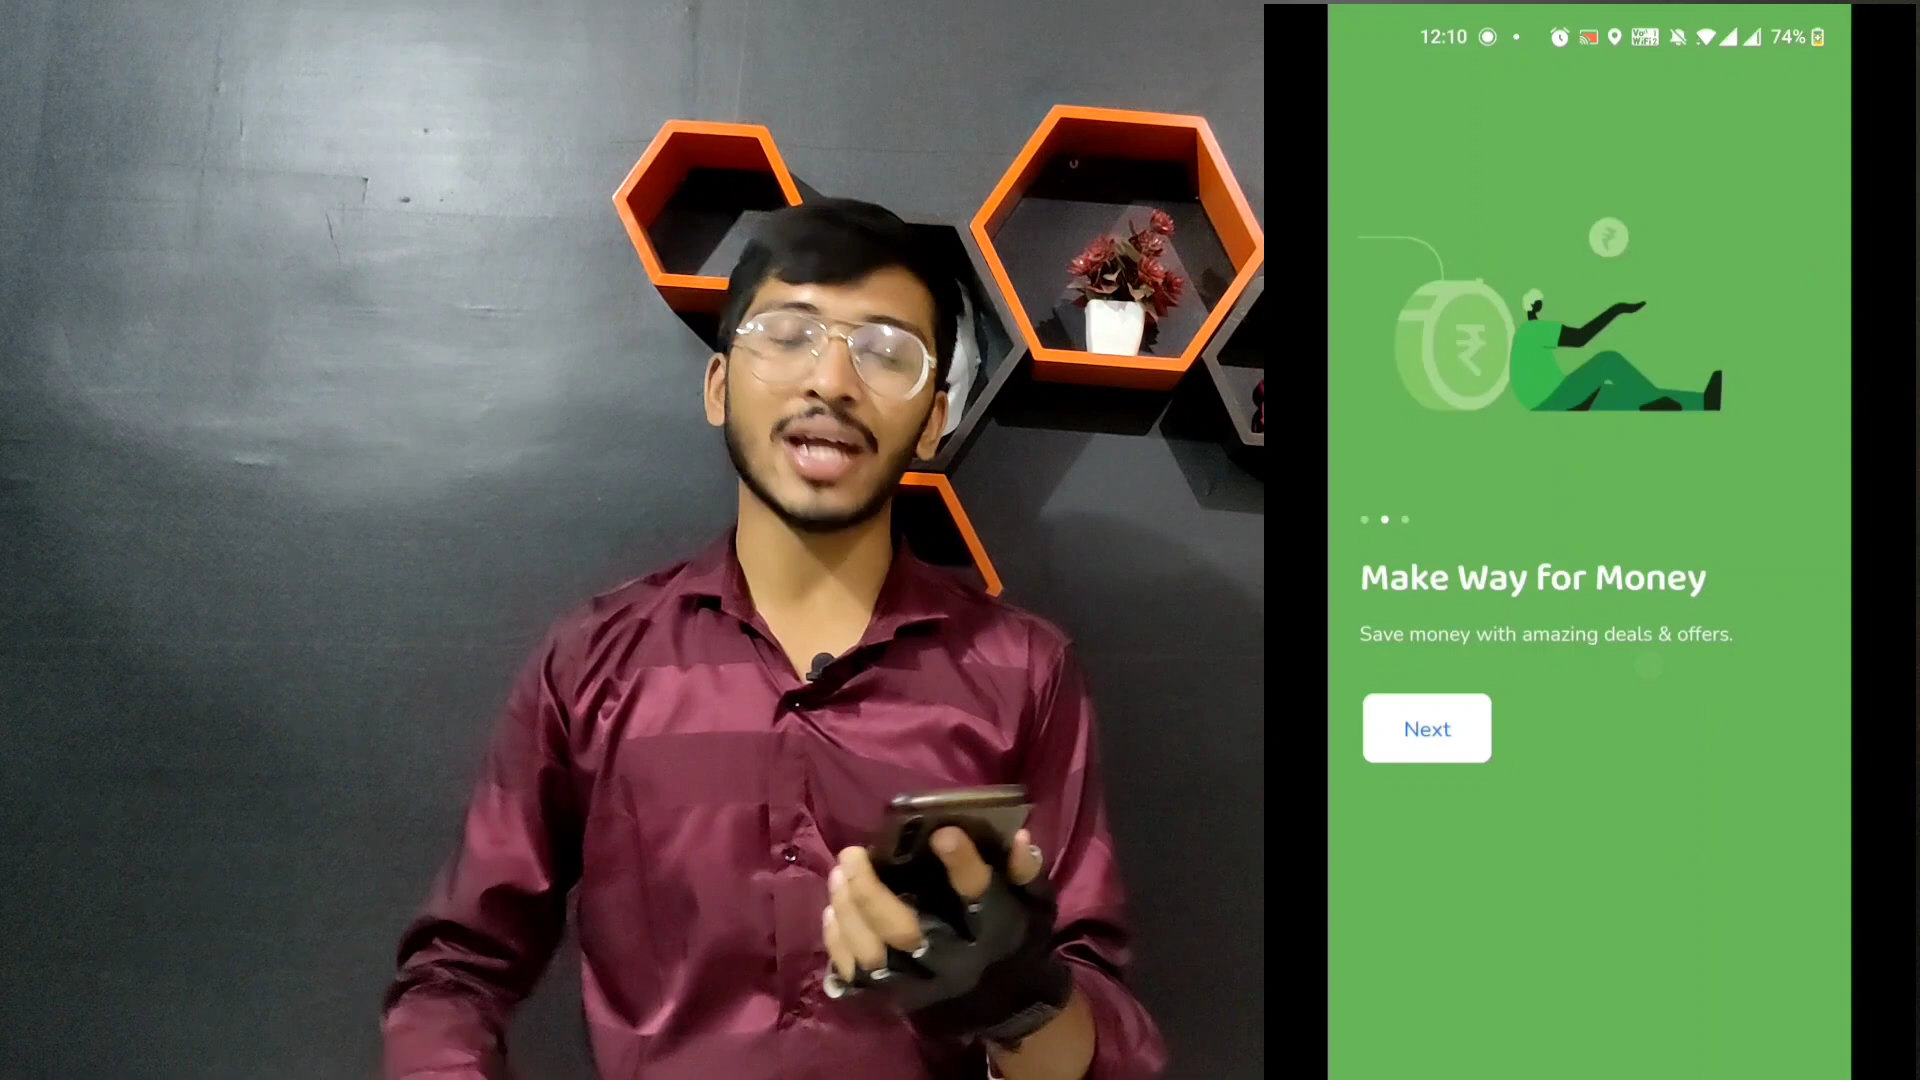 12:10
74%
₹
₹
Make Way for Money
Save money with amazing deals & offers.
Next